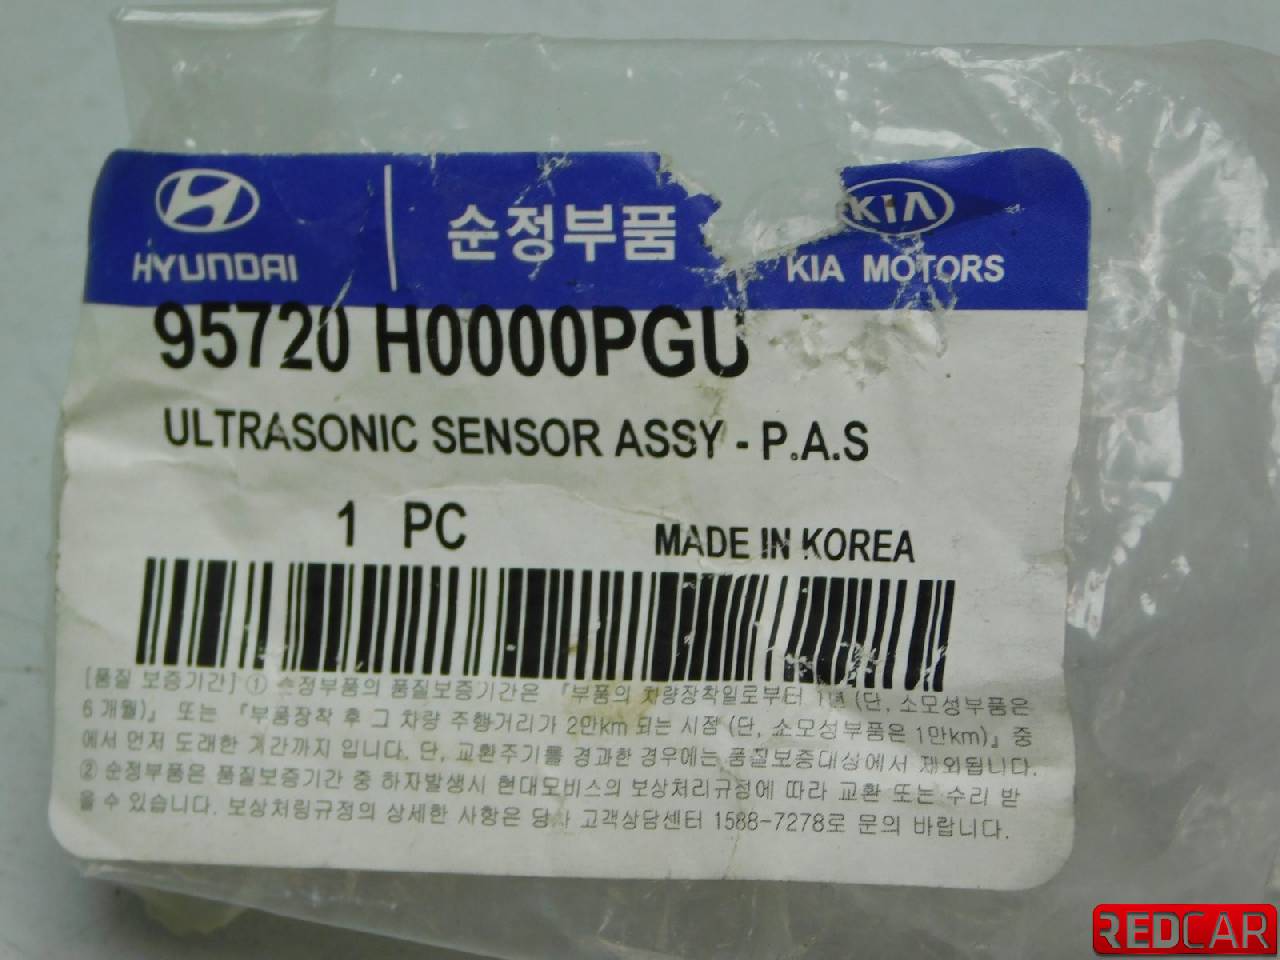 HYUNDAI
순정부품
KIA
KIA MOTORS
95720 H0000PGU
ULTRASONIC SENSOR ASSY - P.A.S
1 PC
MADE IN KOREA
[품질 보증기간] ① 순정부품의 품질보증기간은 『부품의 차량장착일로부터 1년 (단, 소모성부품은
6개월)』 또는 『부품장착 후 그 차량 주행거리가 2만km 되는 시점 (단, 소모성부품은 1만km)』 중
에서 먼저 도래한 기간까지 입니다. 단, 교환주기를 경과한 경우에는 품질보증대상에서 제외됩니다.
② 순정부품은 품질보증기간 중 하자발생시 현대모비스의 보상처리규정에 따라 교환 또는 수리 받
을 수 있습니다. 보상처리규정의 상세한 사항은 당사 고객상담센터 1588-7278로 문의 바랍니다.
REDCAR